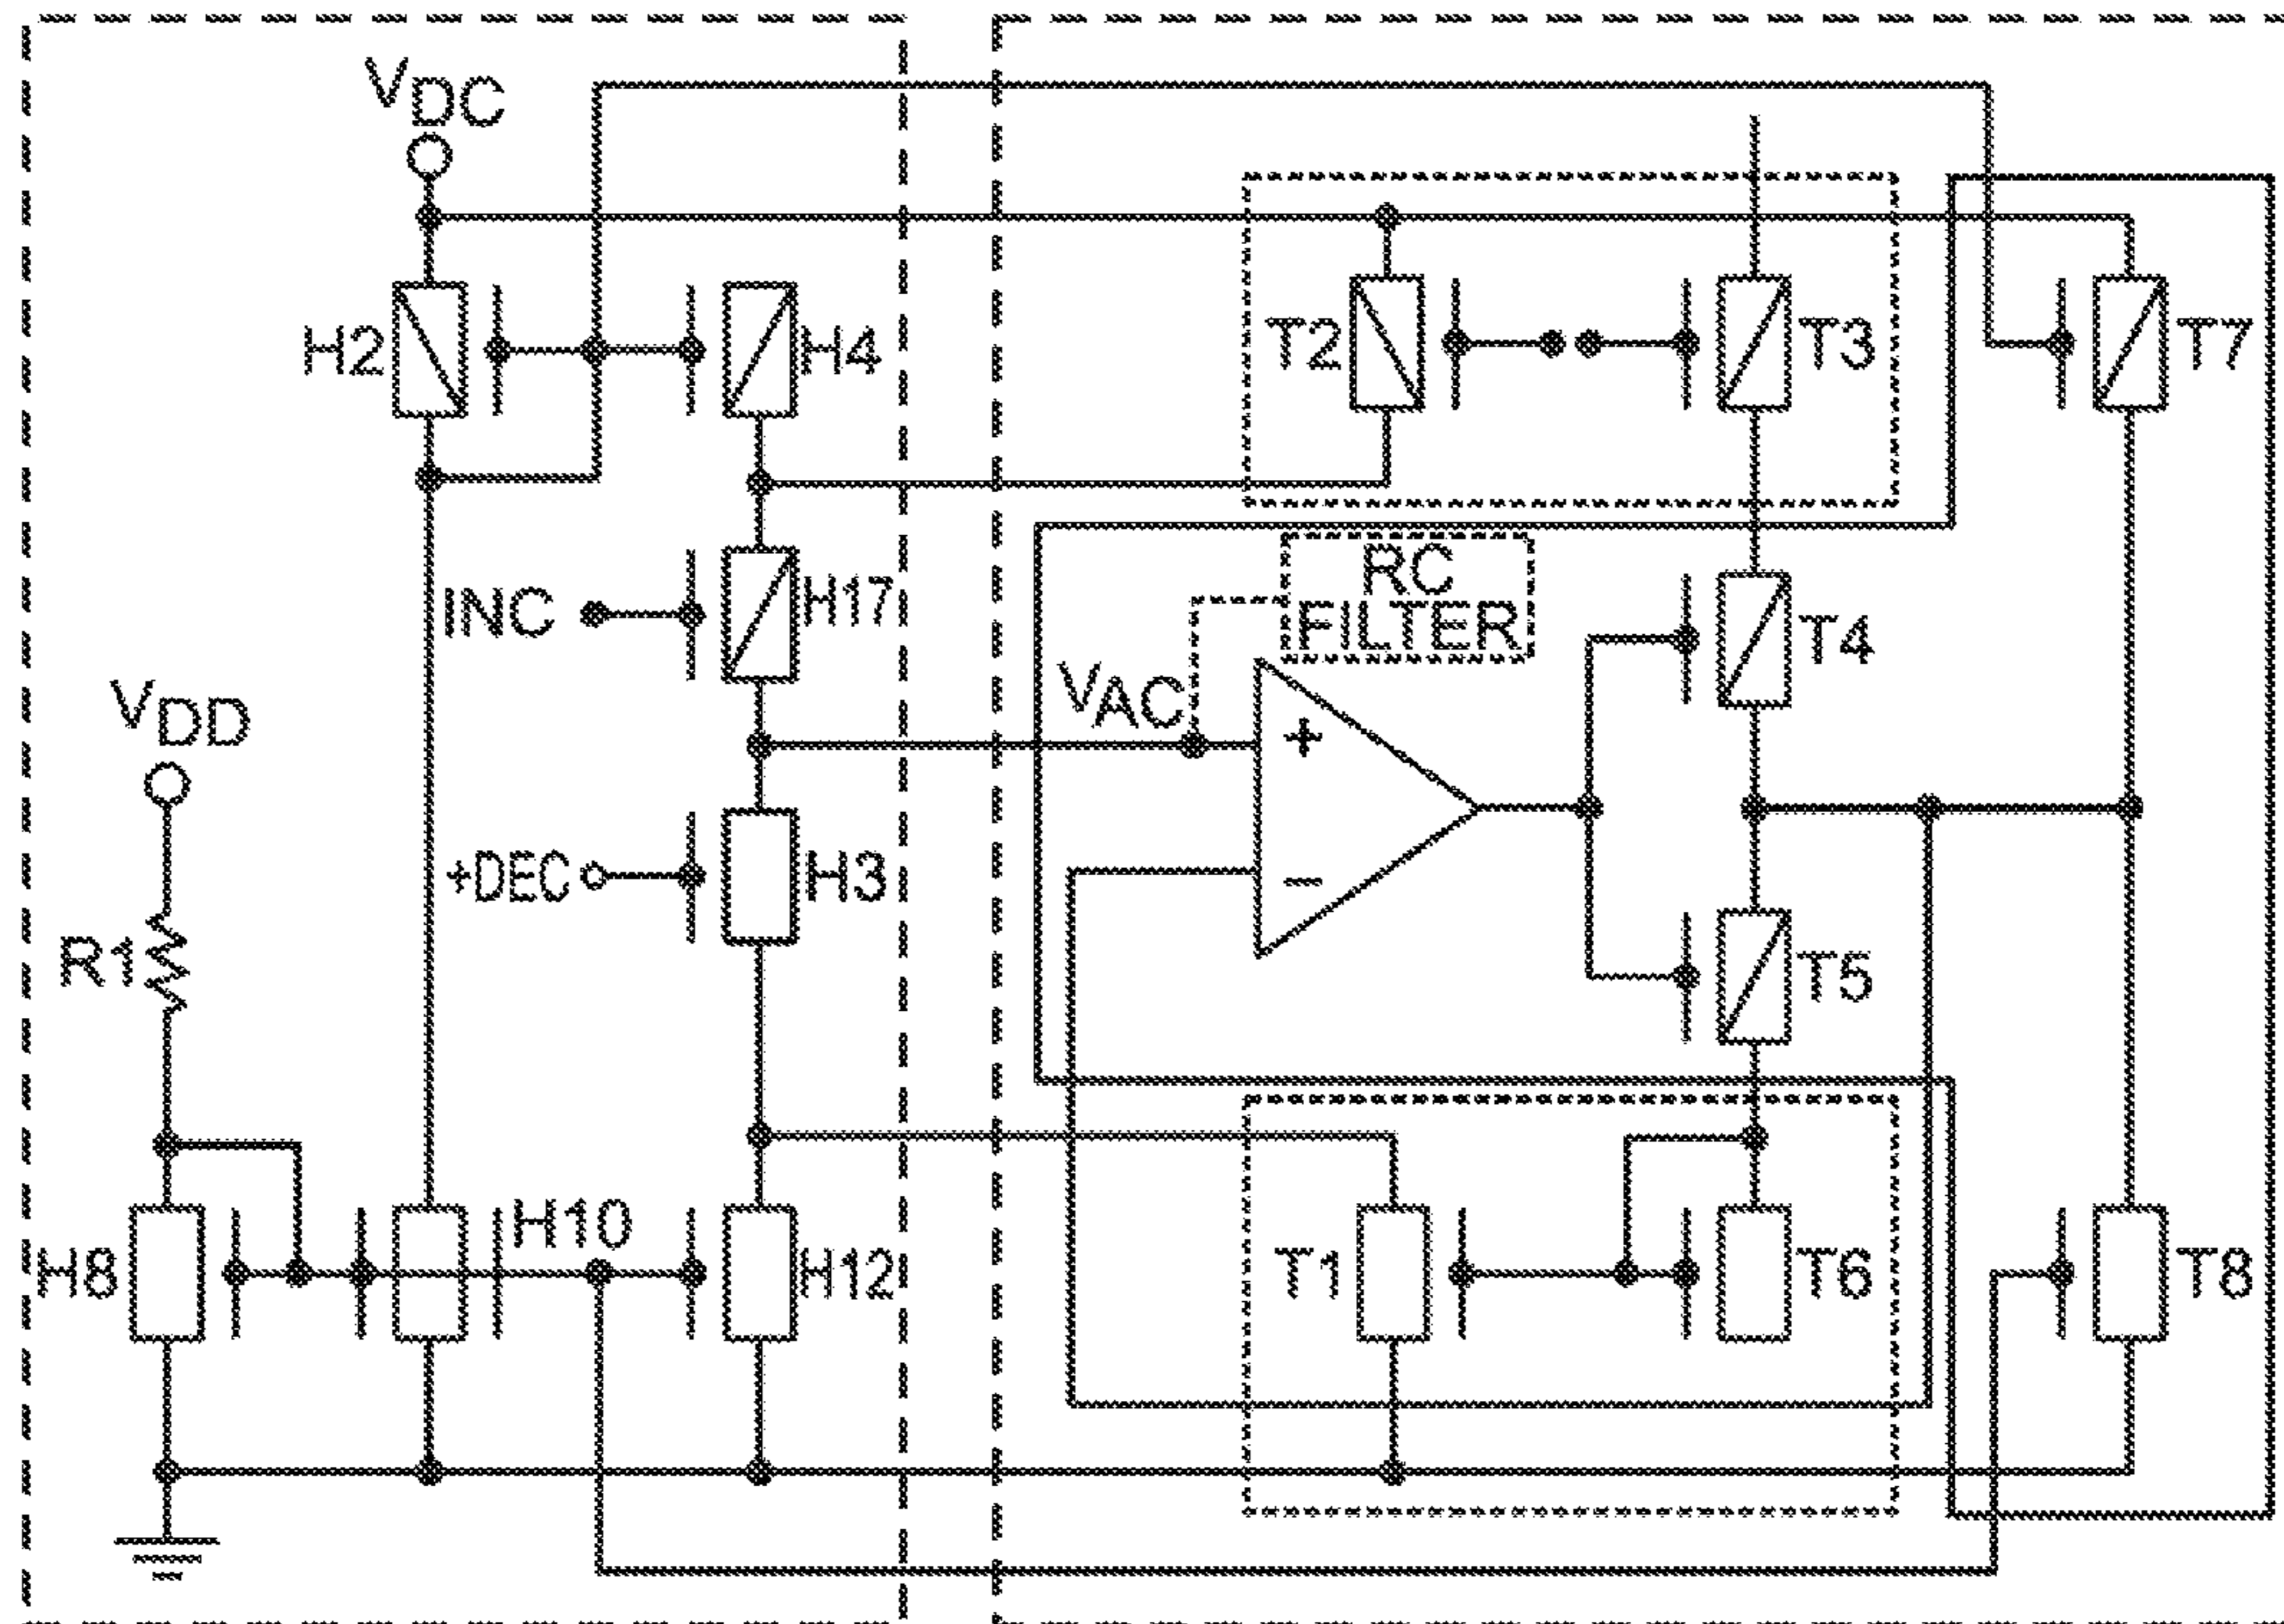 VDC
H2
H4
T2
T3
T7
RC
FILTER
INC
H17
T4
VAC
VDD
+
+DEC
H3
−
R1
T5
H10
H8
H12
T1
T6
T8